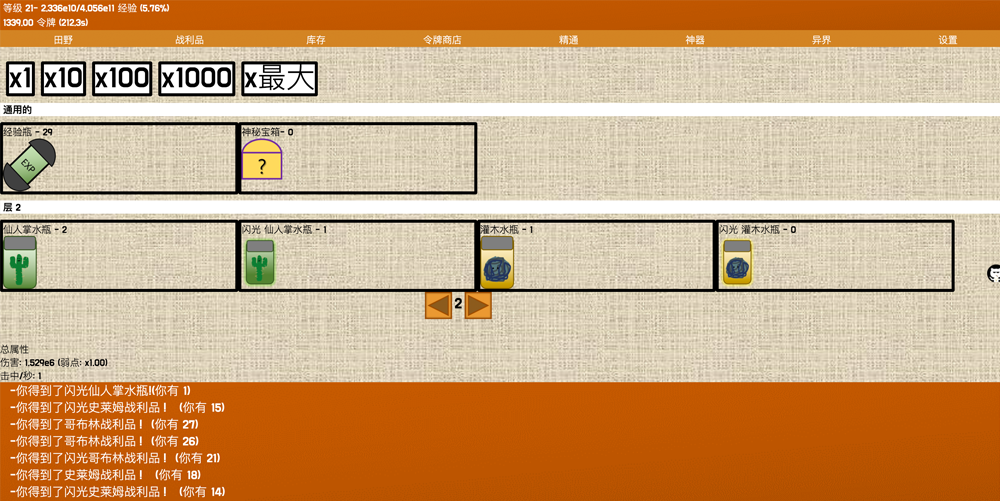 等级 21- 2.336e10/4.056e11 经验 (5.76%)
1339.00 令牌 (212.3s)
田野 战利品 库存 令牌商店 精通 神器 异界 设置
x1 x10 x100 x1000 x最大
通用的
经验瓶 - 29 神秘宝箱- 0
EXP ?
层 2
仙人掌水瓶 - 2 闪光 仙人掌水瓶 - 1 灌木水瓶 - 1 闪光 灌木水瓶 - 0
2
总属性
伤害: 1.529e6 (弱点: x1.00)
击中/秒: 1
-你得到了闪光仙人掌水瓶!(你有 1)
-你得到了闪光史莱姆战利品！ (你有 15)
-你得到了哥布林战利品！ (你有 27)
-你得到了哥布林战利品！ (你有 26)
-你得到了闪光哥布林战利品！ (你有 21)
-你得到了史莱姆战利品！ (你有 18)
-你得到了闪光史莱姆战利品！ (你有 14)